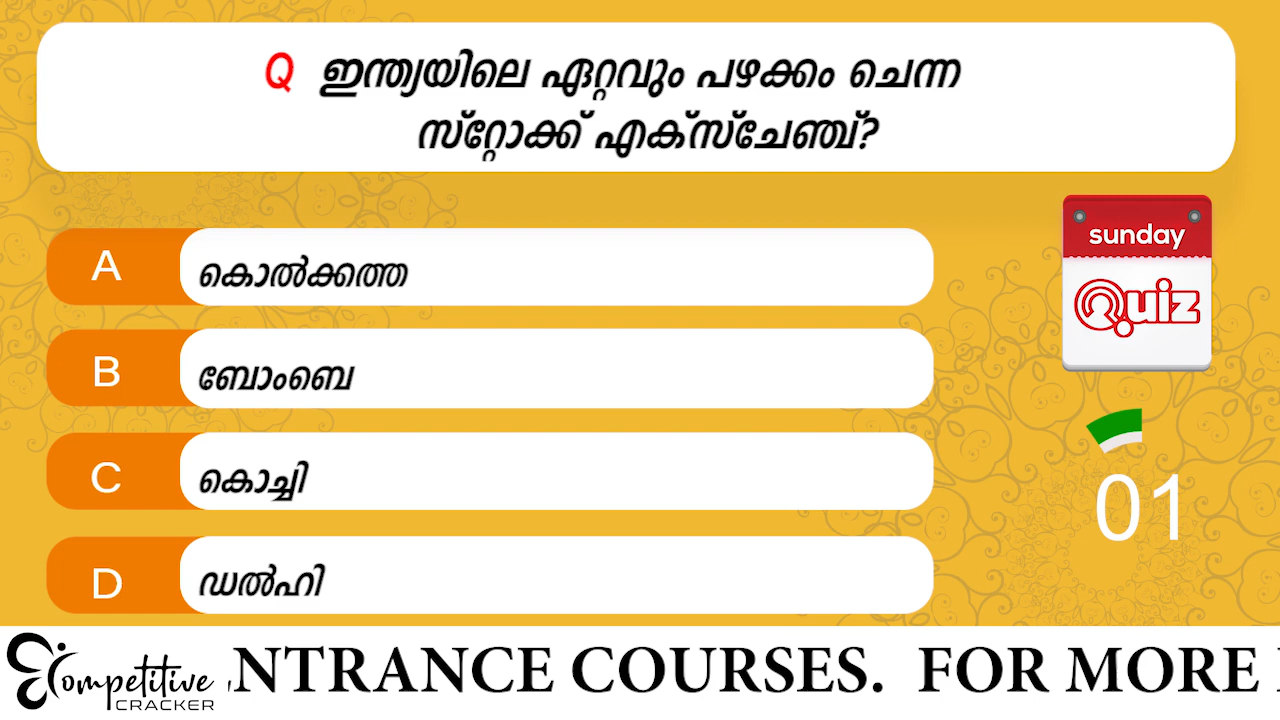 Q ഇന്ത്യയിലെ ഏറ്റവും പഴക്കം ചെന്ന
സ്റ്റോക്ക് എക്സ്ചേഞ്ച്?
A കൊൽക്കത്ത
B ബോംബെ
C കൊച്ചി
D ഡൽഹി
sunday
Quiz
01
Competitive
CRACKER
NTRANCE COURSES. FOR MORE